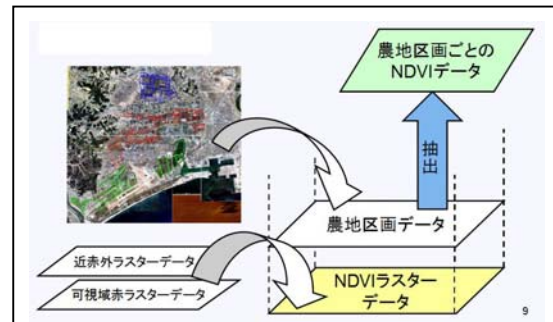 農地区画ごとの
NDVIデータ
抽出
農地区画データ
近赤外ラスターデータ
可視域赤ラスターデータ
NDVIラスター
データ
9